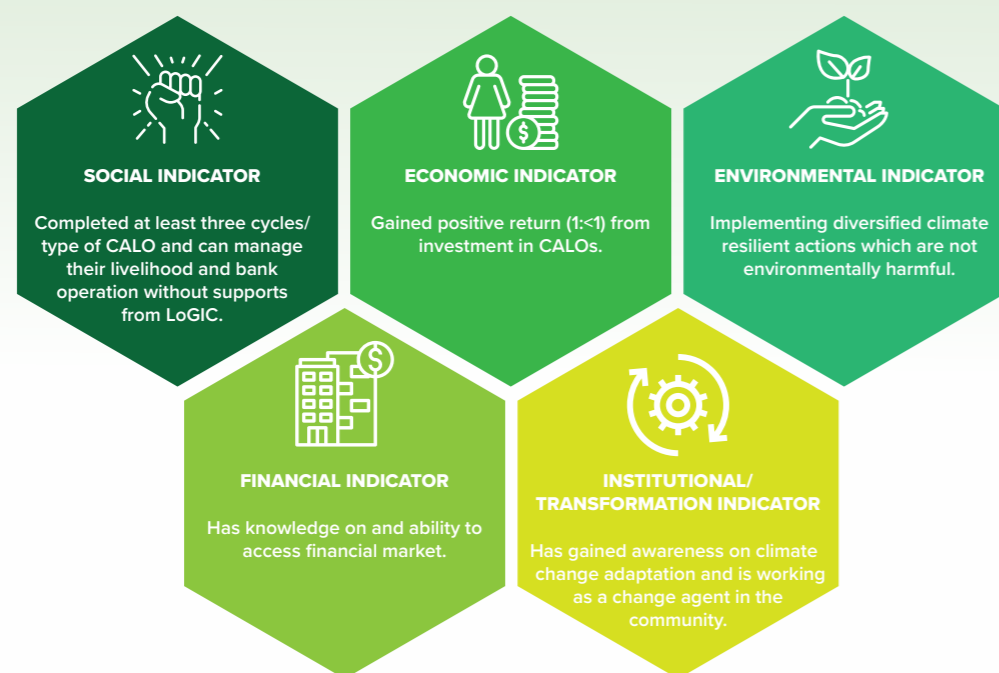 SOCIAL INDICATOR
Completed at least three cycles/
type of CALO and can manage
their livelihood and bank
operation without supports
from LoGIC.
ECONOMIC INDICATOR
Gained positive return (1:<1) from
investment in CALOs.
ENVIRONMENTAL INDICATOR
Implementing diversified climate
resilient actions which are not
environmentally harmful.
FINANCIAL INDICATOR
Has knowledge on and ability to
access financial market.
INSTITUTIONAL/
TRANSFORMATION INDICATOR
Has gained awareness on climate
change adaptation and is working
as a change agent in the
community.